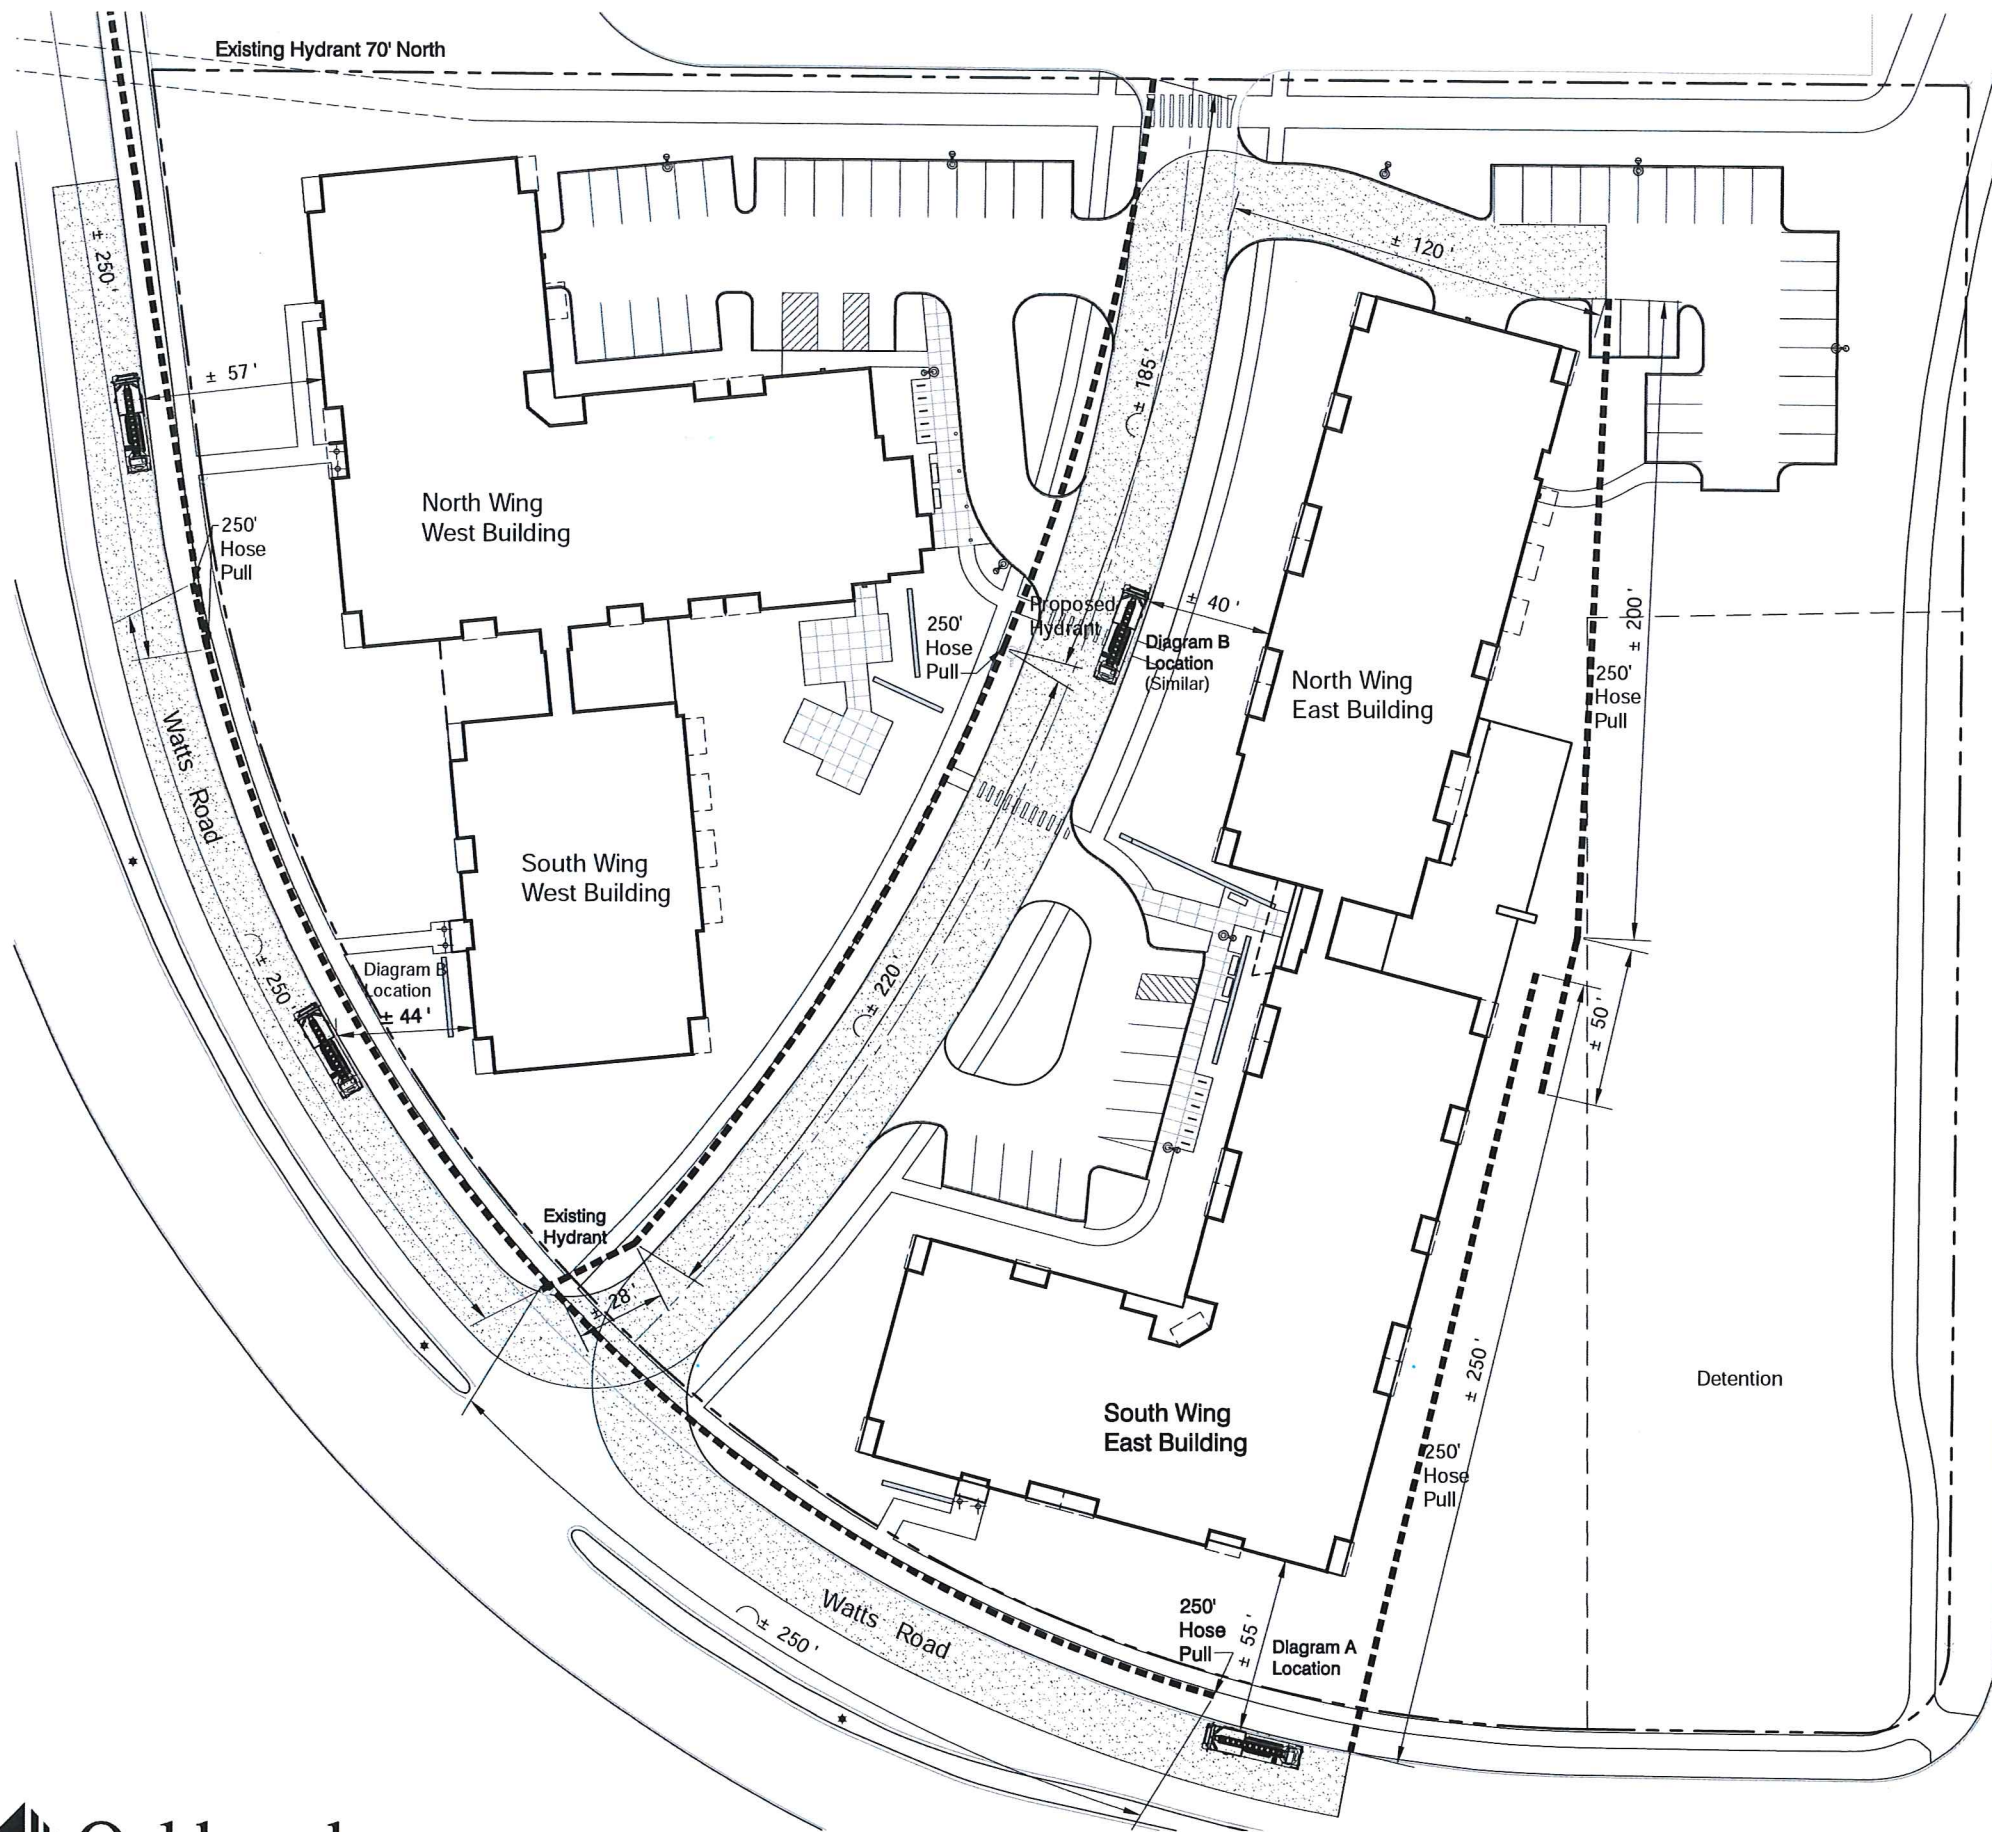 Existing Hydrant 70' North
± 250'
± 120 '
± 57 '
± 185'
250'
Hose
Pull
North Wing
West Building
Proposed
Hydrant
± 40 '
250'
Hose
Pull
Diagram B
Location
(Similar)
± 200'
North Wing
East Building
250'
Hose
Pull
Watts Road
South Wing
West Building
Diagram B
Location
± 44 '
± 250 '
± 220 '
± 50 '
Existing
Hydrant
± 28 '
± 250 '
Detention
South Wing
East Building
250'
Hose
Pull
Watts Road
± 250 '
250'
Hose
Pull
± 55 '
Diagram A
Location